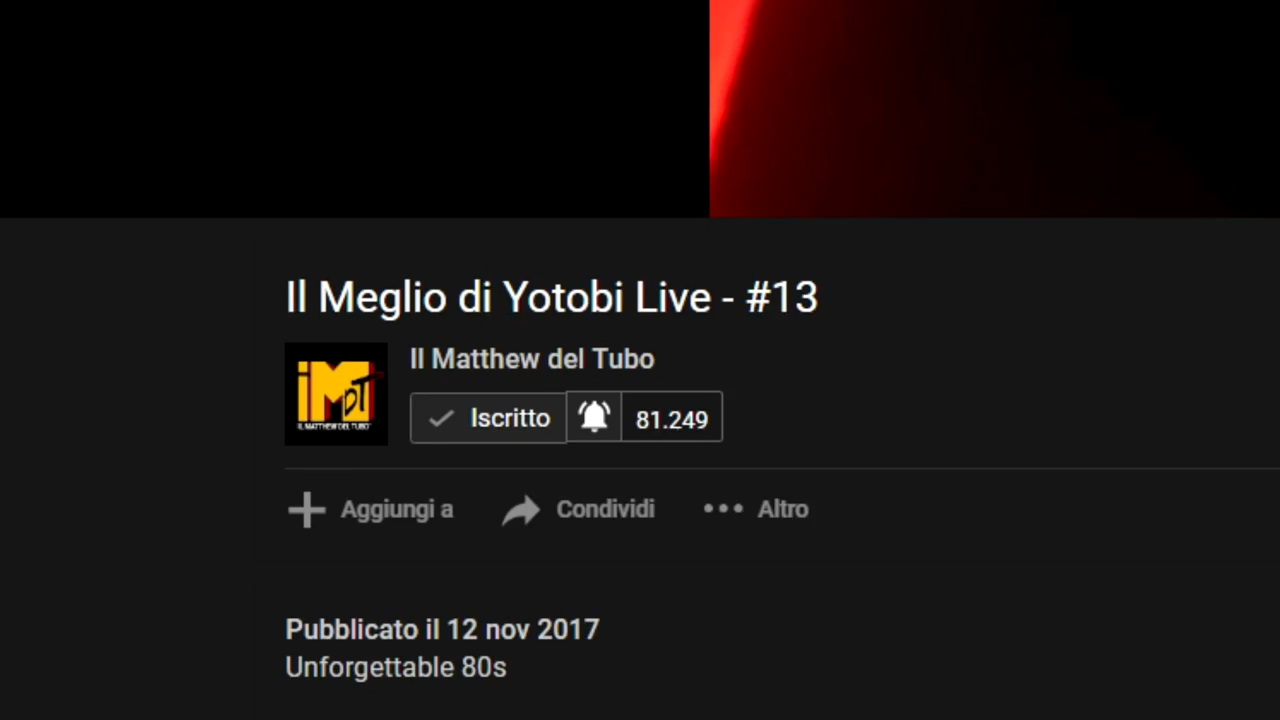 Il Meglio di Yotobi Live - #13
iMDT
IL MATTHEW DEL TUBO
Il Matthew del Tubo
Iscritto 81.249
Aggiungi a Condividi Altro
Pubblicato il 12 nov 2017
Unforgettable 80s